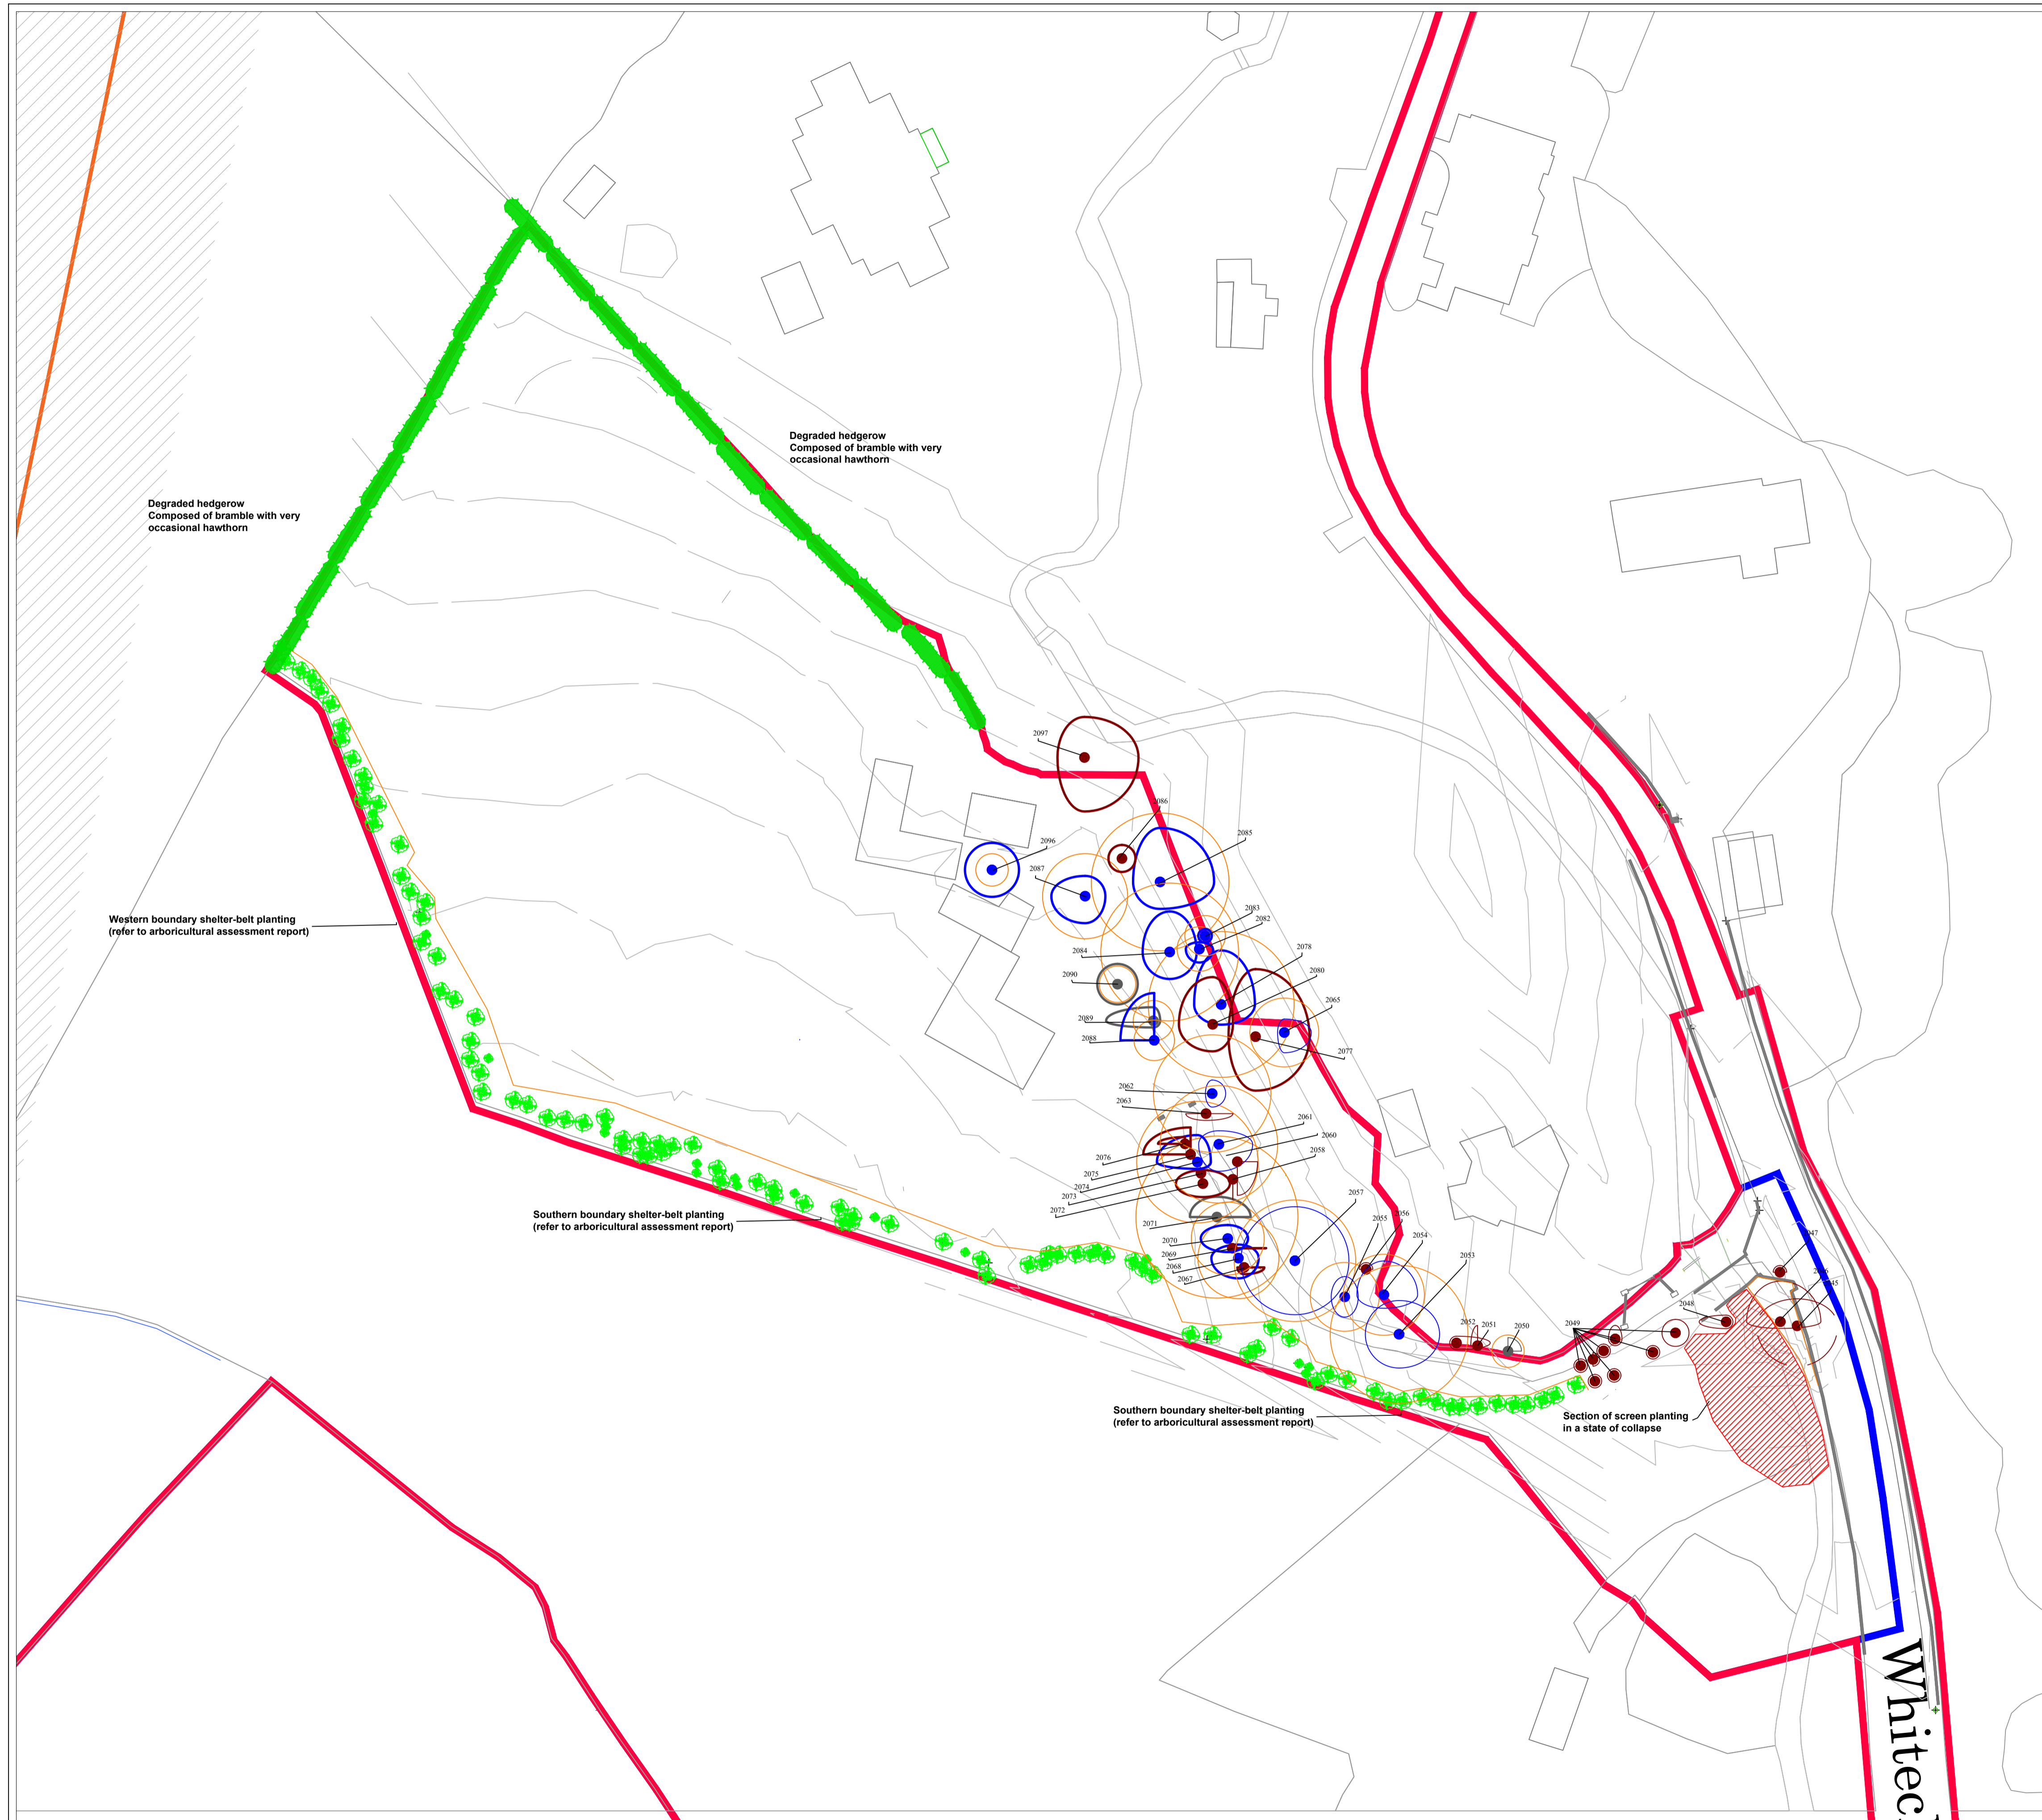 Degraded hedgerow
Composed of bramble with very
occasional hawthorn
Degraded hedgerow
Composed of bramble with very
occasional hawthorn
2097
2086
2085
2096
2087
2083
2082
2084
2078
2080
2090
2065
2089
2088
2077
Western boundary shelter-belt planting
(refer to arboricultural assessment report)
2062
2063
2061
2060
2058
2076
2075
2074
2073
2072
2057
2056
2055
2054
2053
2071
2070
2069
2068
2067
Southern boundary shelter-belt planting
(refer to arboricultural assessment report)
2047
2048
2052
2051
2050
2049
Southern boundary shelter-belt planting
(refer to arboricultural assessment report)
Section of screen planting
in a state of collapse